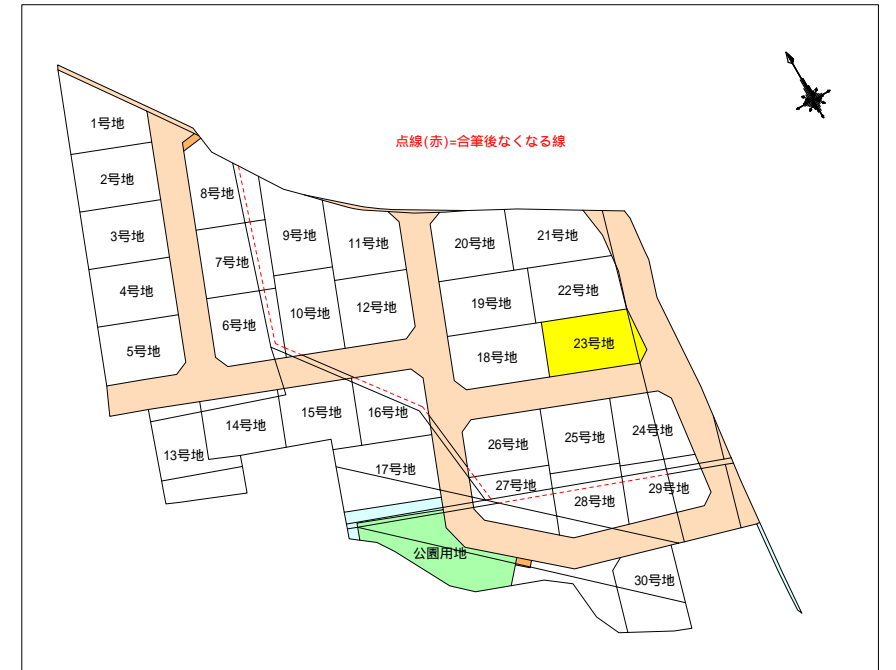 点線(赤)=合筆後なくなる線
1号地
2号地
3号地
4号地
5号地
8号地
7号地
6号地
9号地
10号地
11号地
12号地
20号地
21号地
19号地
22号地
18号地
23号地
13号地
14号地
15号地
16号地
17号地
26号地
25号地
24号地
27号地
28号地
29号地
公園用地
30号地